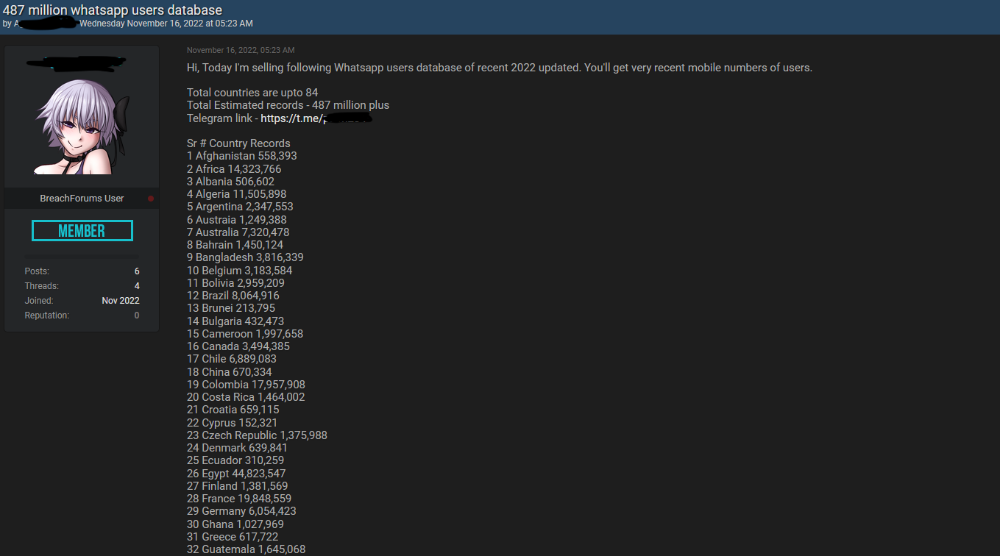 487 million whatsapp users database
by A Wednesday November 16, 2022 at 05:23 AM
November 16, 2022, 05:23 AM
Hi, Today I'm selling following Whatsapp users database of recent 2022 updated. You'll get very recent mobile numbers of users.
Total countries are upto 84
Total Estimated records - 487 million plus
Telegram link - https://t.me/
Sr # Country Records
1 Afghanistan 558,393
2 Africa 14,323,766
3 Albania 506,602
4 Algeria 11,505,898
5 Argentina 2,347,553
6 Austraia 1,249,388
7 Australia 7,320,478
8 Bahrain 1,450,124
9 Bangladesh 3,816,339
10 Belgium 3,183,584
11 Bolivia 2,959,209
12 Brazil 8,064,916
13 Brunei 213,795
14 Bulgaria 432,473
15 Cameroon 1,997,658
16 Canada 3,494,385
17 Chile 6,889,083
18 China 670,334
19 Colombia 17,957,908
20 Costa Rica 1,464,002
21 Croatia 659,115
22 Cyprus 152,321
23 Czech Republic 1,375,988
24 Denmark 639,841
25 Ecuador 310,259
26 Egypt 44,823,547
27 Finland 1,381,569
28 France 19,848,559
29 Germany 6,054,423
30 Ghana 1,027,969
31 Greece 617,722
32 Guatemala 1,645,068
BreachForums User
MEMBER
Posts: 6
Threads: 4
Joined: Nov 2022
Reputation: 0